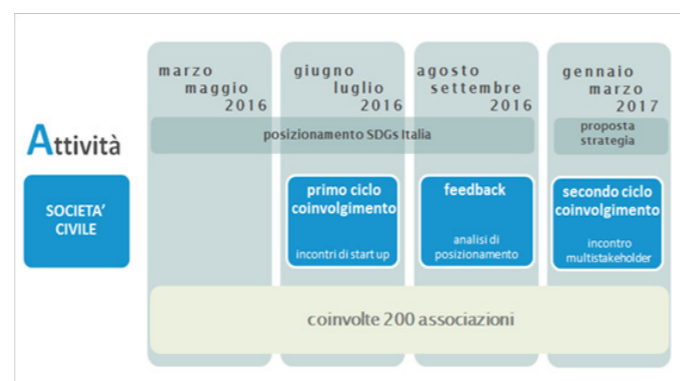 marzo
maggio
2016
giugno
luglio
2016
agosto
settembre
2016
gennaio
marzo
2017
posizionamento SDGs Italia
proposta
strategia
Attività
SOCIETA'
CIVILE
primo ciclo
coinvolgimento
incontri di start up
feedback
analisi di
posizionamento
secondo ciclo
coinvolgimento
incontro
multistakeholder
coinvolte 200 associazioni